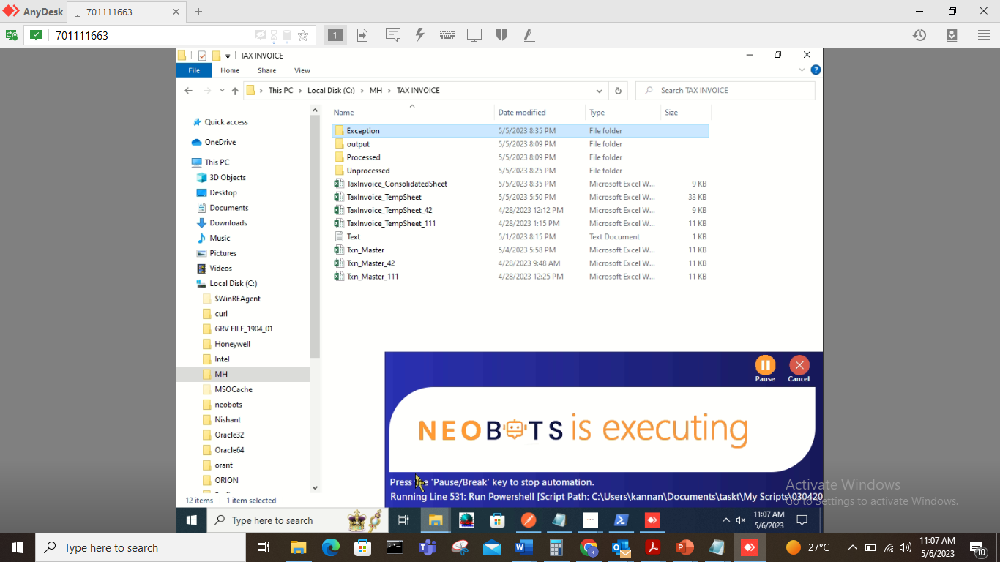 AnyDesk 701111663
701111663
1
TAX INVOICE
File Home Share View
This PC › Local Disk (C:) › MH › TAX INVOICE
Search TAX INVOICE
Name Date modified Type Size
Quick access
OneDrive
This PC
3D Objects
Desktop
Documents
Downloads
Music
Pictures
Videos
Local Disk (C:)
$WinREAgent
curl
GRV FILE_1904_01
Honeywell
Intel
MH
MSOCache
neobots
Nishant
Oracle32
Oracle64
orant
ORION
Exception 5/5/2023 8:35 PM File folder
output 5/5/2023 8:09 PM File folder
Processed 5/5/2023 8:09 PM File folder
Unprocessed 5/5/2023 8:25 PM File folder
TaxInvoice_ConsolidatedSheet 5/5/2023 8:35 PM Microsoft Excel W... 9 KB
TaxInvoice_TempSheet 5/5/2023 5:50 PM Microsoft Excel W... 33 KB
TaxInvoice_TempSheet_42 4/28/2023 12:12 PM Microsoft Excel W... 9 KB
TaxInvoice_TempSheet_111 4/28/2023 1:15 PM Microsoft Excel W... 11 KB
Text 5/1/2023 8:15 PM Text Document 1 KB
Txn_Master 5/4/2023 5:58 PM Microsoft Excel W... 11 KB
Txn_Master_42 4/28/2023 9:48 AM Microsoft Excel W... 11 KB
Txn_Master_111 4/28/2023 12:25 PM Microsoft Excel W... 11 KB
12 items 1 item selected
Pause Cancel
NEOBOTS is executing
Press the 'Pause/Break' key to stop automation.
Running Line 531: Run Powershell [Script Path: C:\Users\kannan\Documents\taskt\My Scripts\030420
Activate Windows
Go to Settings to activate Windows.
Type here to search
11:07 AM
5/6/2023
Type here to search
27°C
11:07 AM
5/6/2023
10